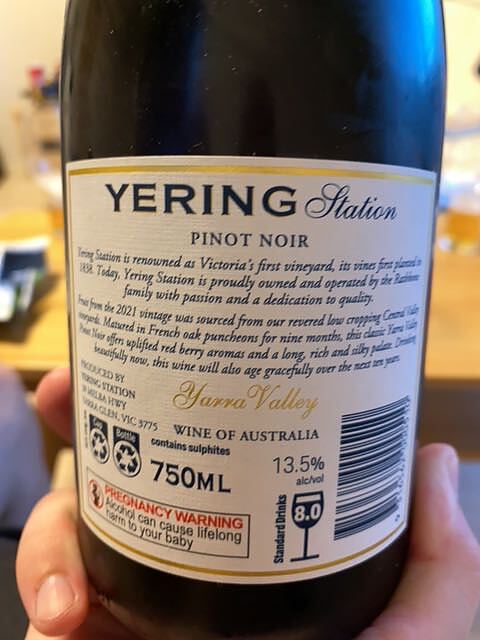 YERING Station
PINOT NOIR
Yering Station is renowned as Victoria's first vineyard, its vines first planted in
1838. Today, Yering Station is proudly owned and operated by the Rathbone
family with passion and a dedication to quality.
Fruit from the 2021 vintage was sourced from our revered low cropping Central Valley
vineyards. Matured in French oak puncheons for nine months, this classic Yarra Valley
Pinot Noir offers uplifted red berry aromas and a long, rich and silky palate. Drinking
beautifully now, this wine will also age gracefully over the next ten years.
PRODUCED BY
YERING STATION
38 MELBA HWY
YARRA GLEN, VIC 3775
Yarra Valley
WINE OF AUSTRALIA
Cap
Bottle
contains sulphites
750ML
13.5%
alc/vol
PREGNANCY WARNING
Alcohol can cause lifelong
harm to your baby
Standard Drinks
8.0